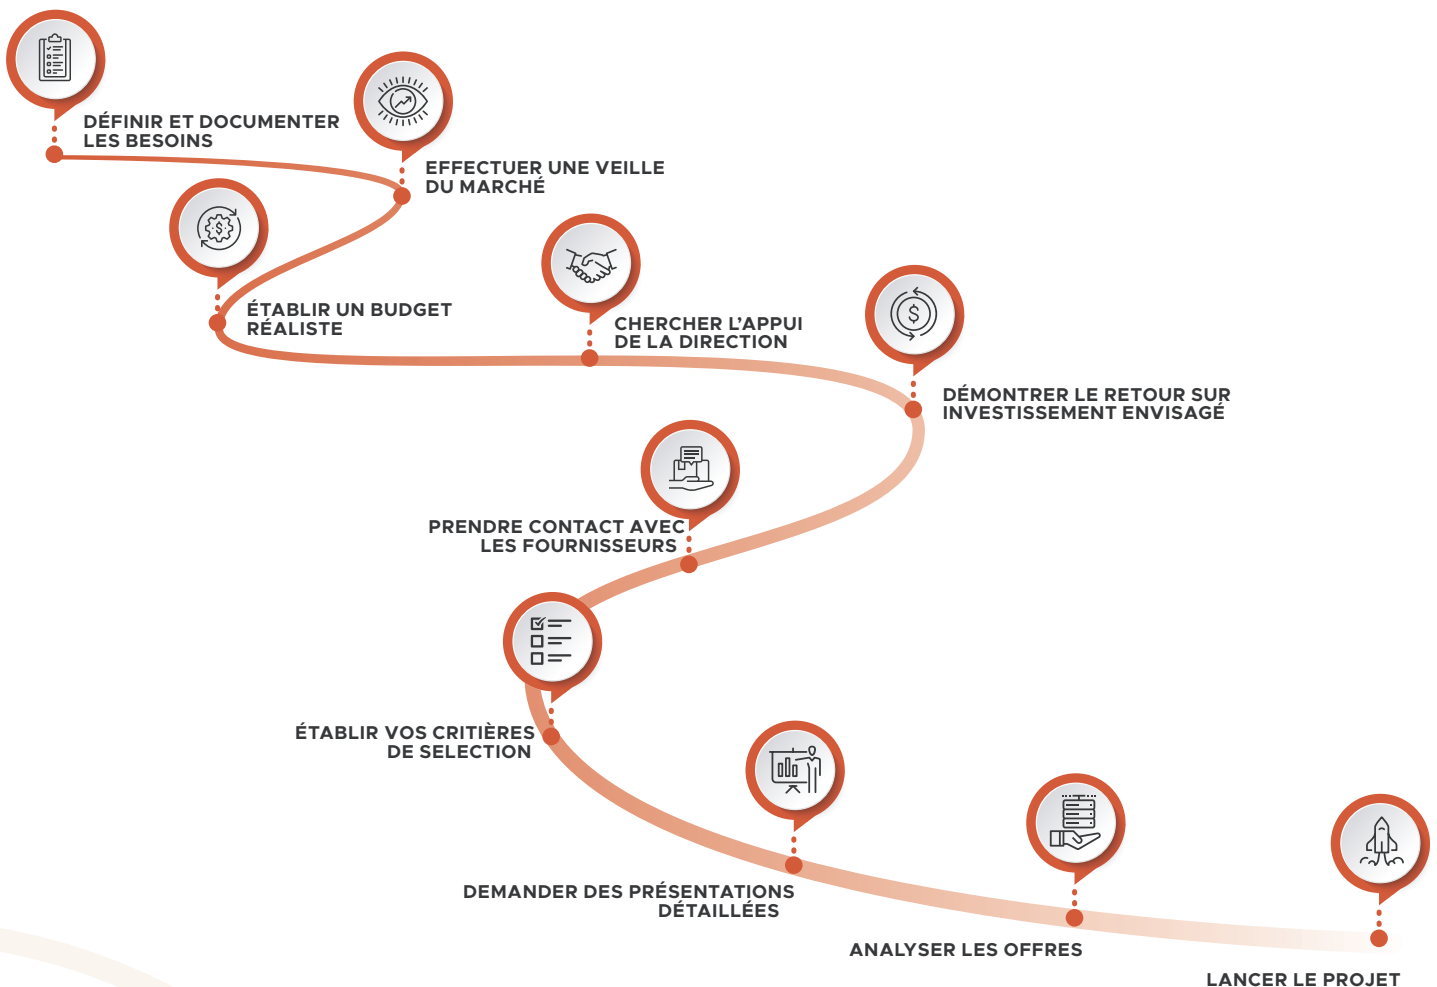 DÉFINIR ET DOCUMENTER
LES BESOINS
EFFECTUER UNE VEILLE
DU MARCHÉ
ÉTABLIR UN BUDGET
RÉALISTE
CHERCHER L'APPUI
DE LA DIRECTION
DÉMONTRER LE RETOUR SUR
INVESTISSEMENT ENVISAGÉ
PRENDRE CONTACT AVEC
LES FOURNISSEURS
ÉTABLIR VOS CRITIÈRES
DE SELECTION
DEMANDER DES PRÉSENTATIONS
DÉTAILLÉES
ANALYSER LES OFFRES
LANCER LE PROJET